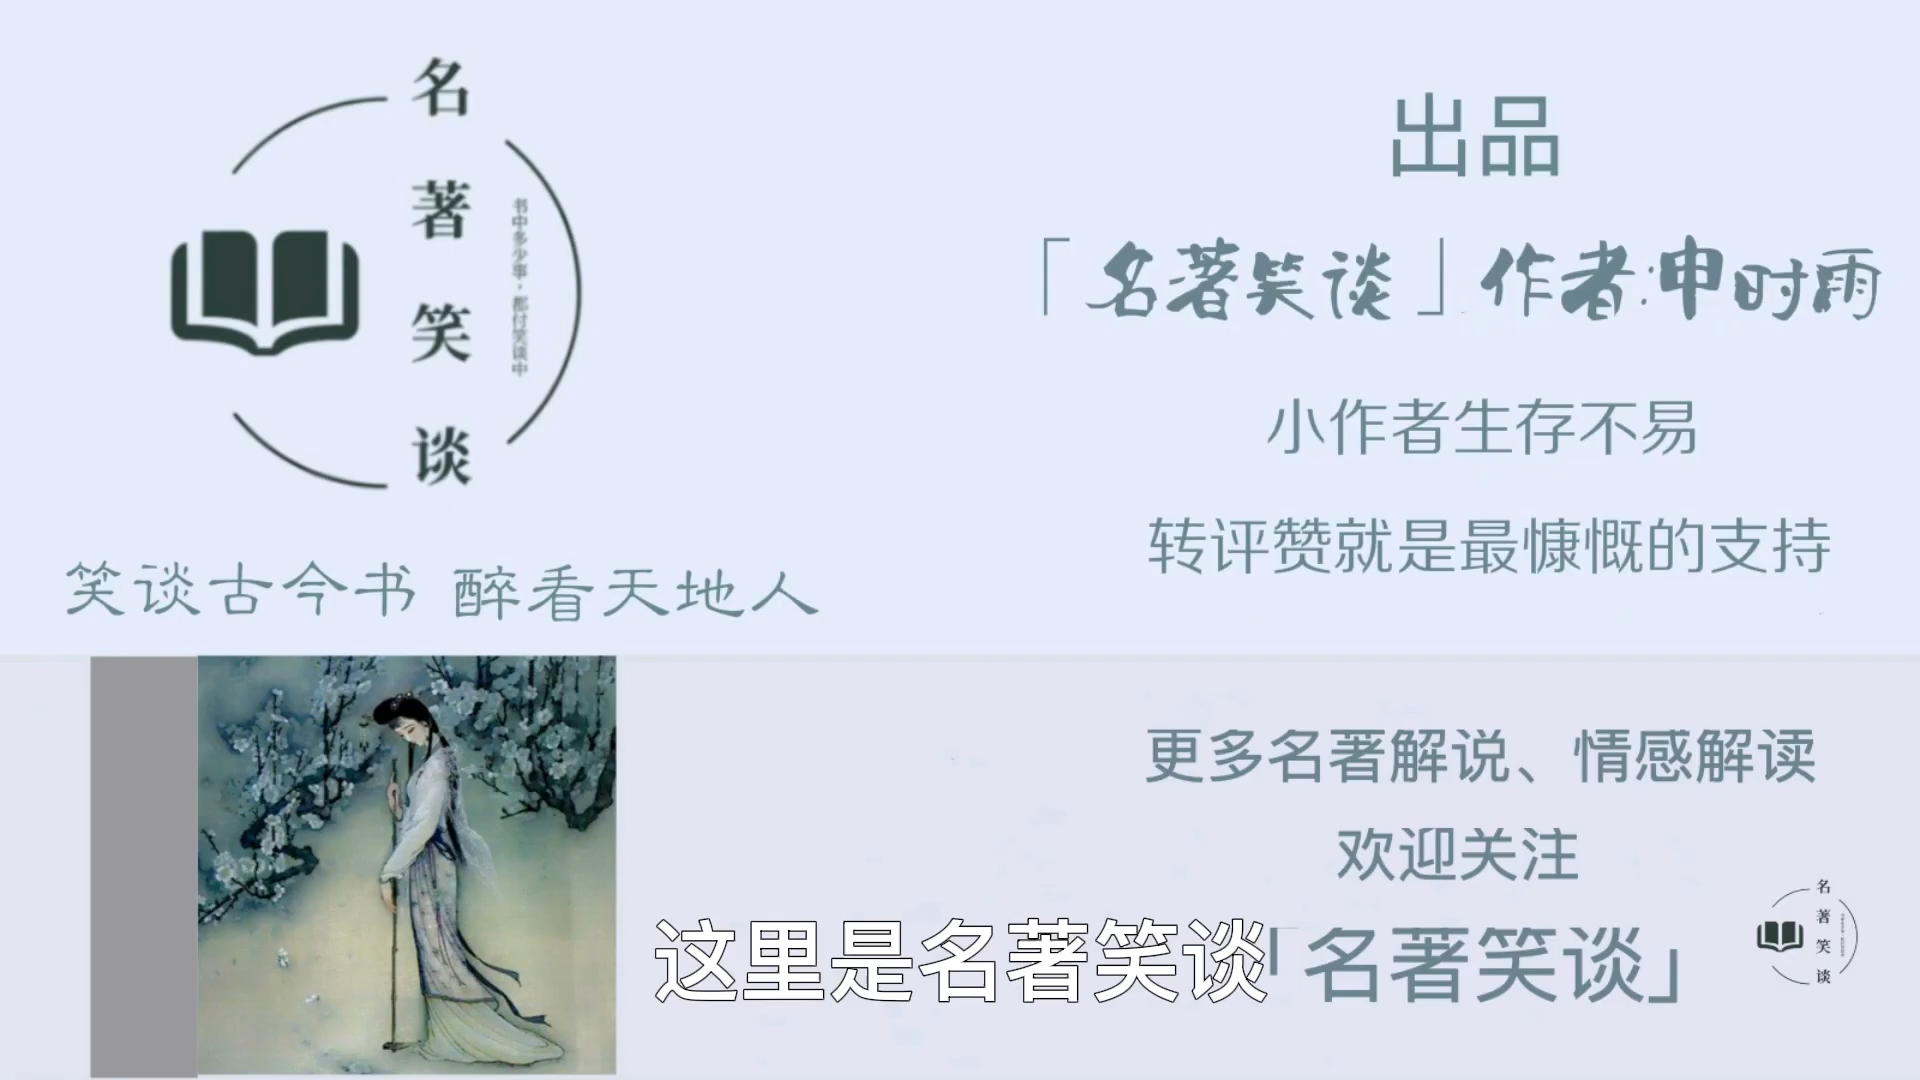 名著笑谈
书中多少事，都付笑谈中
笑谈古今书 醉看天地人
出品
「名著笑谈」作者:申时雨
小作者生存不易
转评赞就是最慷慨的支持
更多名著解说、情感解读
欢迎关注
「名著笑谈」
这里是名著笑谈
名著笑谈